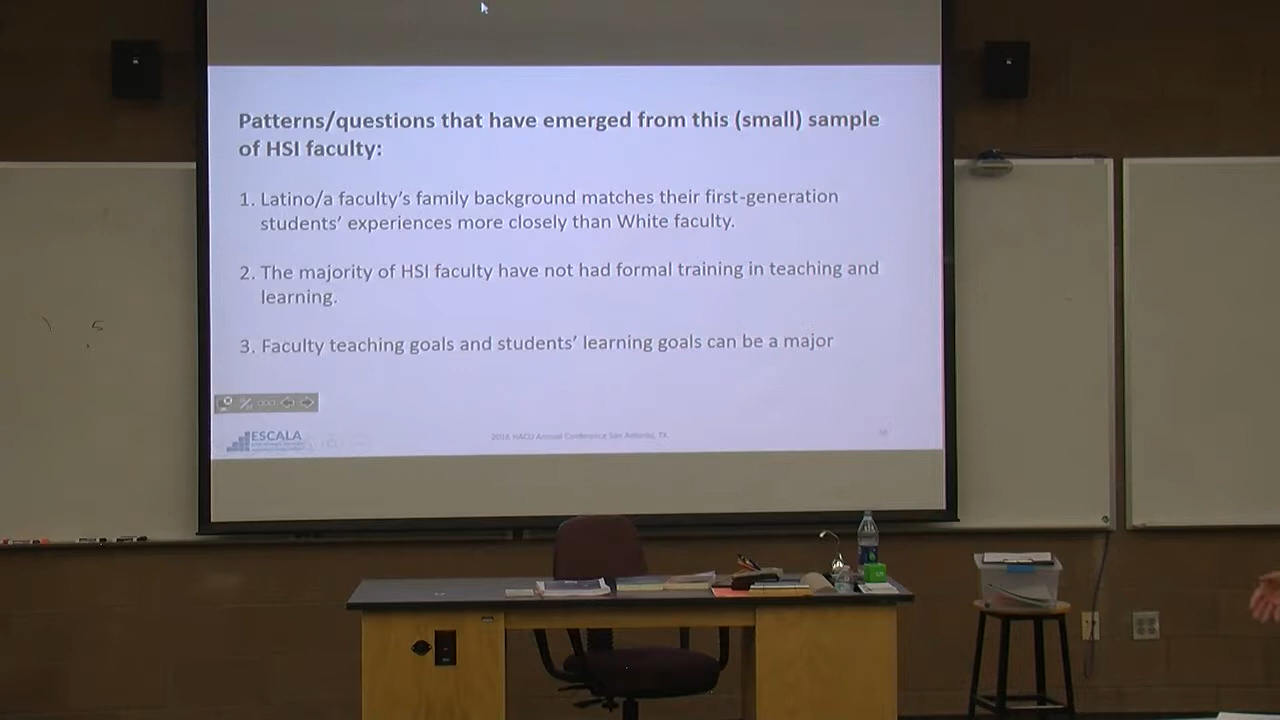 Patterns/questions that have emerged from this (small) sample
of HSI faculty:
1. Latino/a faculty's family background matches their first-generation
students' experiences more closely than White faculty.
2. The majority of HSI faculty have not had formal training in teaching and
learning.
3. Faculty teaching goals and students' learning goals can be a major
ESCALA
2016 HACU Annual Conference San Antonio, TX